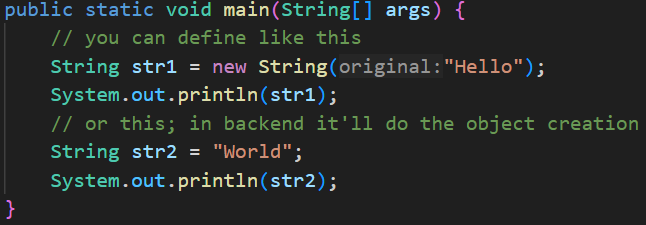 public static void main(String[] args) {
    // you can define like this
    String str1 = new String(original:"Hello");
    System.out.println(str1);
    // or this; in backend it'll do the object creation
    String str2 = "World";
    System.out.println(str2);
}